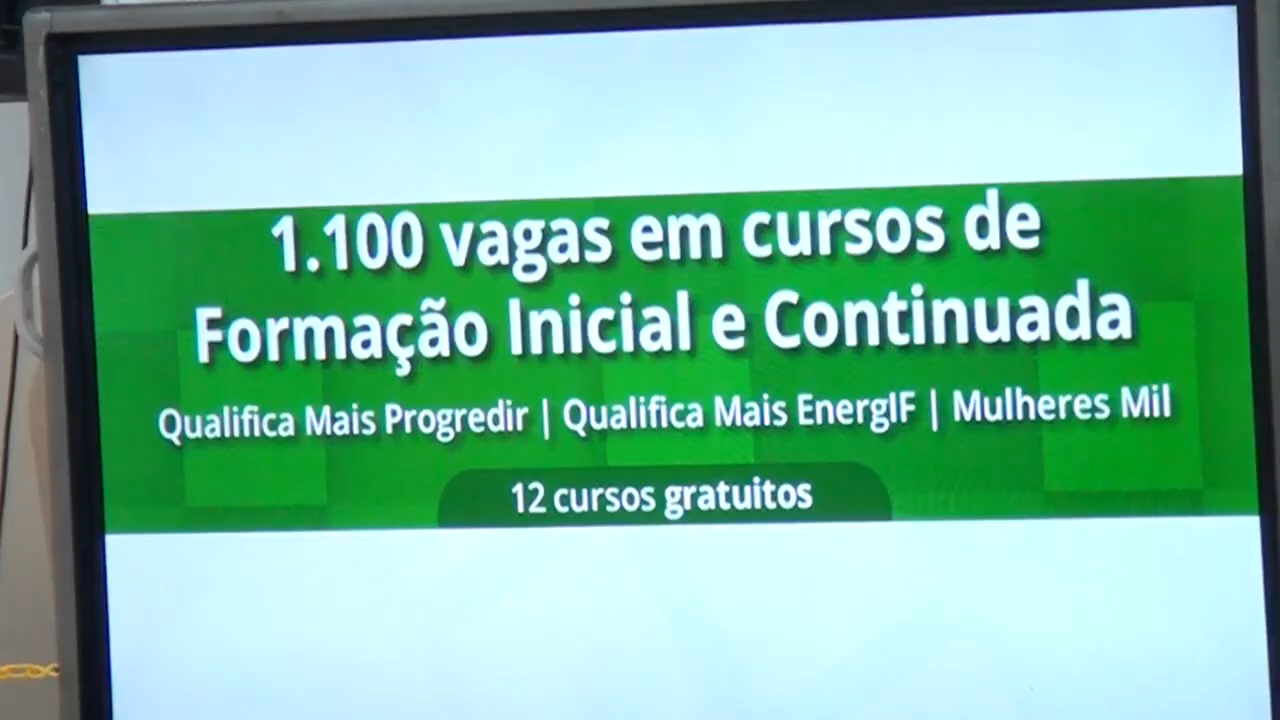 1.100 vagas em cursos de
Formação Inicial e Continuada
Qualifica Mais Progredir | Qualifica Mais EnergIF | Mulheres Mil
12 cursos gratuitos